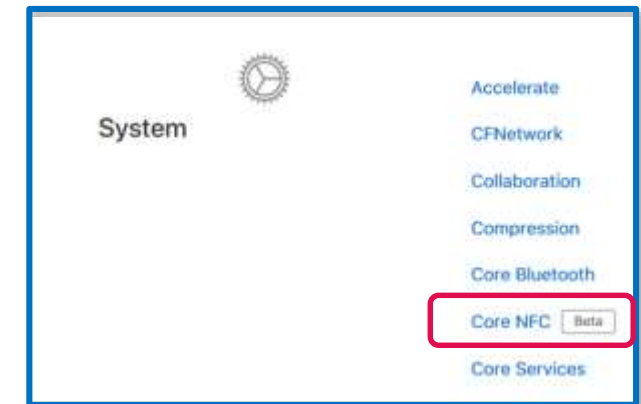 System
Accelerate
CFNetwork
Collaboration
Compression
Core Bluetooth
Core NFC Beta
Core Services